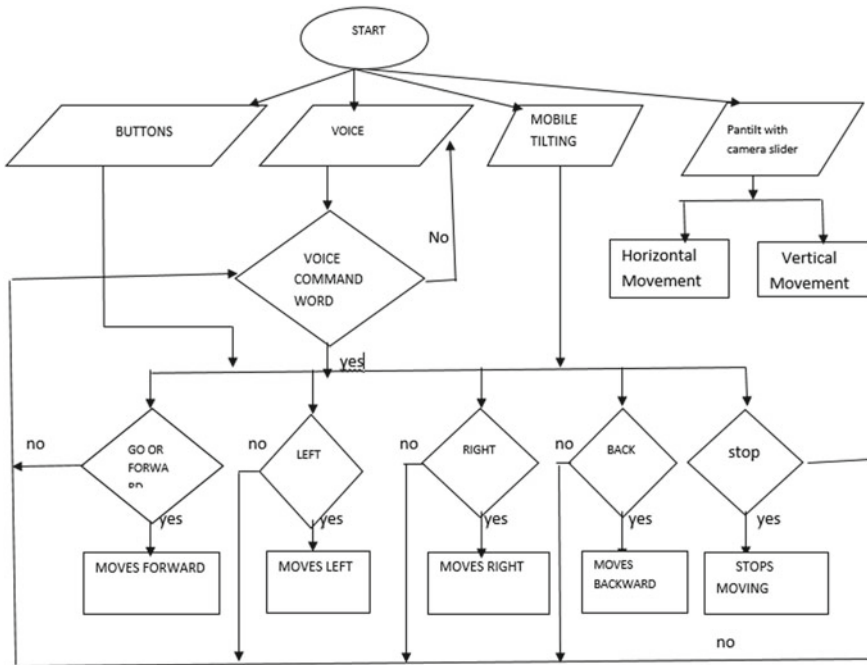 START
BUTTONS
VOICE
MOBILE
TILTING
Pantilt with
camera slider
No
VOICE
COMMAND
WORD
Horizontal
Movement
Vertical
Movement
yes
no
GO OR
FORWA
RD
no
LEFT
no
RIGHT
no
BACK
stop
yes
yes
yes
yes
yes
MOVES FORWARD
MOVES LEFT
MOVES RIGHT
MOVES
BACKWARD
STOPS
MOVING
no